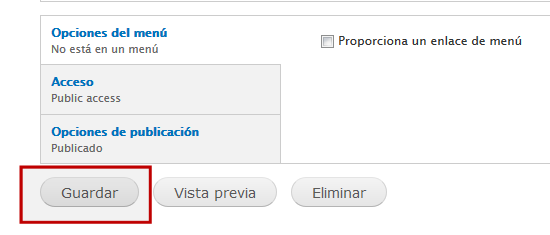 Opciones del menú
No está en un menú
Proporciona un enlace de menú
Acceso
Public access
Opciones de publicación
Publicado
Guardar Vista previa Eliminar